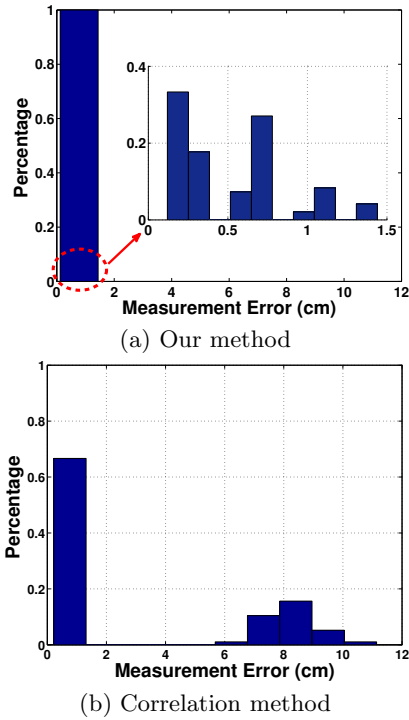 1
0.8
0.6
0.4
0.2
0
Percentage
0.4
0.2
0
0 0.5 1 1.5
0 2 4 6 8 10 12
Measurement Error (cm)
(a) Our method
1
0.8
0.6
0.4
0.2
0
Percentage
0 2 4 6 8 10 12
Measurement Error (cm)
(b) Correlation method